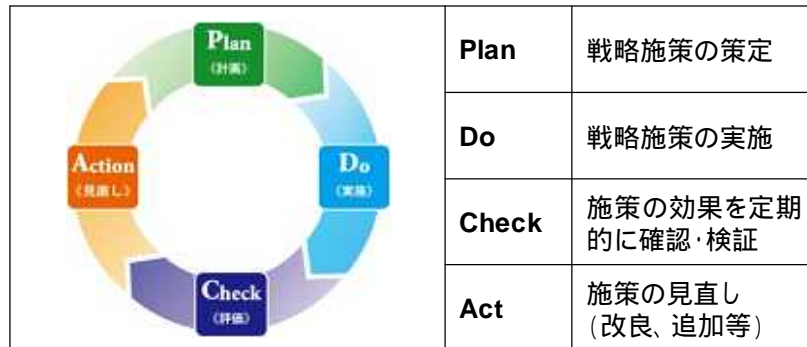 Plan
(計画)
Action
(見直し)
Do
(実施)
Check
(評価)
Plan
戦略施策の策定
Do
戦略施策の実施
Check
施策の効果を定期
的に確認・検証
Act
施策の見直し
(改良、追加等)